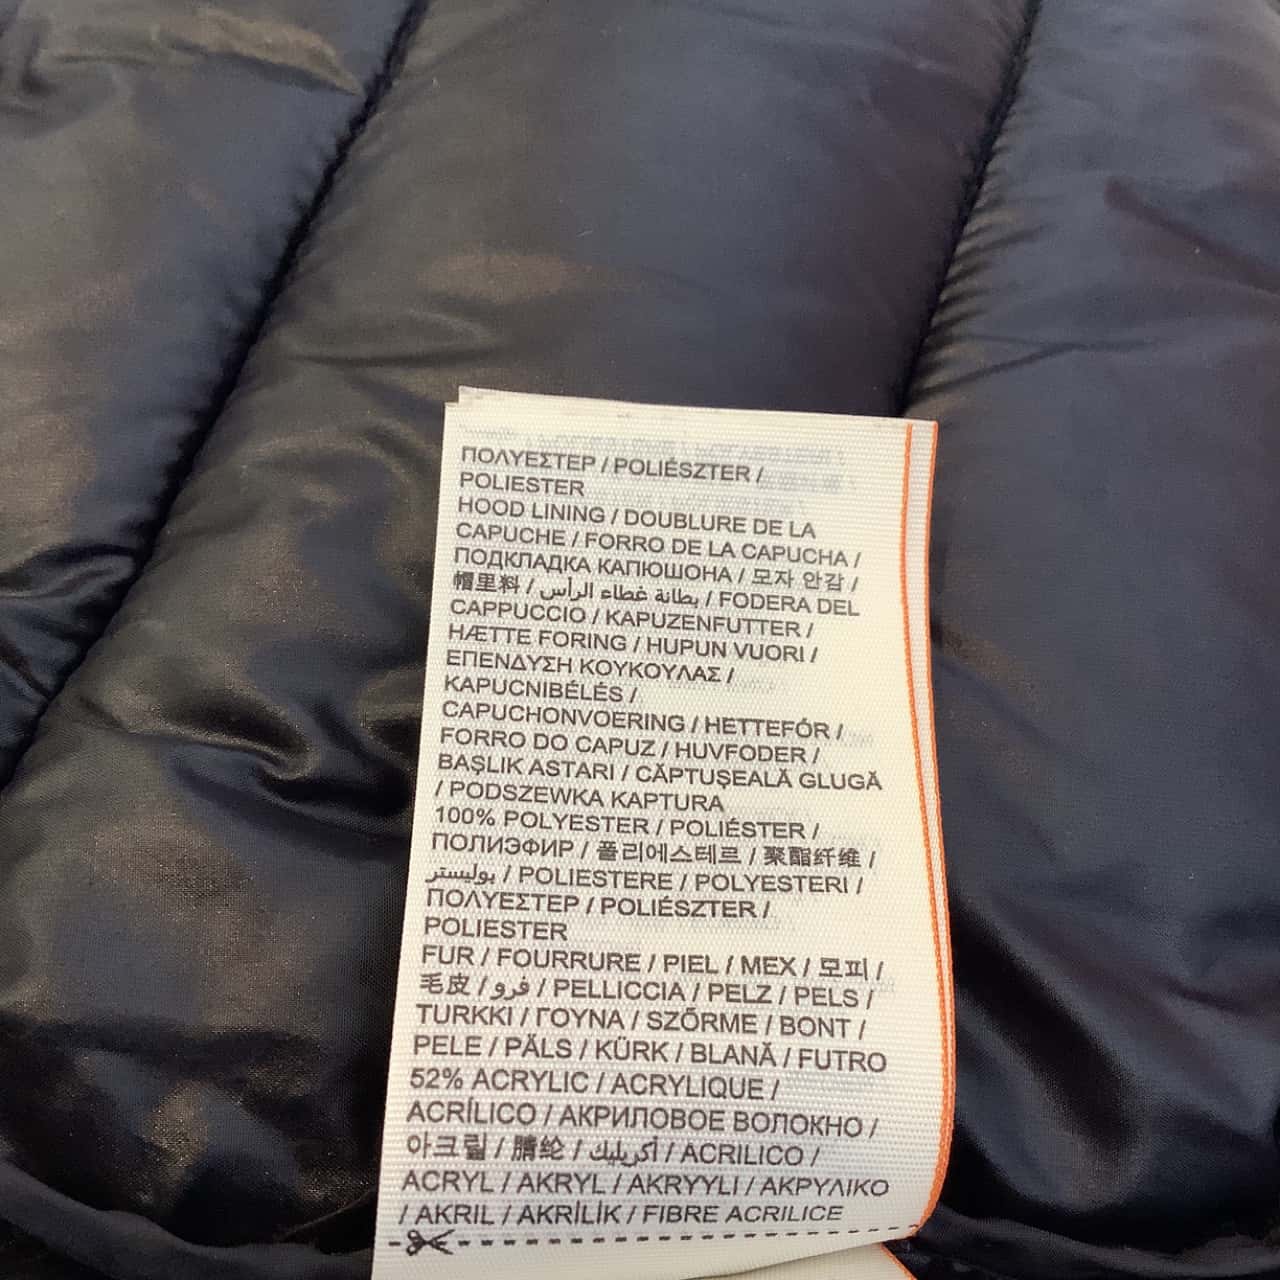 ΠΟΛΥΕΣΤΕΡ / POLIÉSZTER /
POLIESTER
HOOD LINING / DOUBLURE DE LA
CAPUCHE / FORRO DE LA CAPUCHA /
ПОДКЛАДКА КАПЮШОНА / 모자 안감 /
帽里料 / بطانة غطاء الرأس / FODERA DEL
CAPPUCCIO / KAPUZENFUTTER /
HÆTTE FORING / HUPUN VUORI /
ΕΠΕΝΔΥΣΗ ΚΟΥΚΟΥΛΑΣ /
KAPUCNIBÉLÉS /
CAPUCHONVOERING / HETTEFÓR /
FORRO DO CAPUZ / HUVFODER /
BAŞLIK ASTARI / CĂPTUȘEALĂ GLUGĂ
/ PODSZEWKA KAPTURA
100% POLYESTER / POLIÉSTER /
ПОЛИЭФИР / 폴리에스테르 / 聚酯纤维 /
بوليستر / POLIESTERE / POLYESTERI /
ΠΟΛΥΕΣΤΕΡ / POLIÉSZTER /
POLIESTER
FUR / FOURRURE / PIEL / МЕХ / 모피 /
毛皮 / فرو / PELLICCIA / PELZ / PELS /
TURKKI / ΓΟΥΝΑ / SZŐRME / BONT /
PELE / PÄLS / KÜRK / BLANĂ / FUTRO
52% ACRYLIC / ACRYLIQUE /
ACRÍLICO / АКРИЛОВОЕ ВОЛОКНО /
아크릴 / 腈纶 / أكريليك / ACRILICO /
ACRYL / AKRYL / AKRYYLI / ΑΚΡΥΛΙΚΟ
/ AKRIL / AKRİLİK / FIBRE ACRILICE